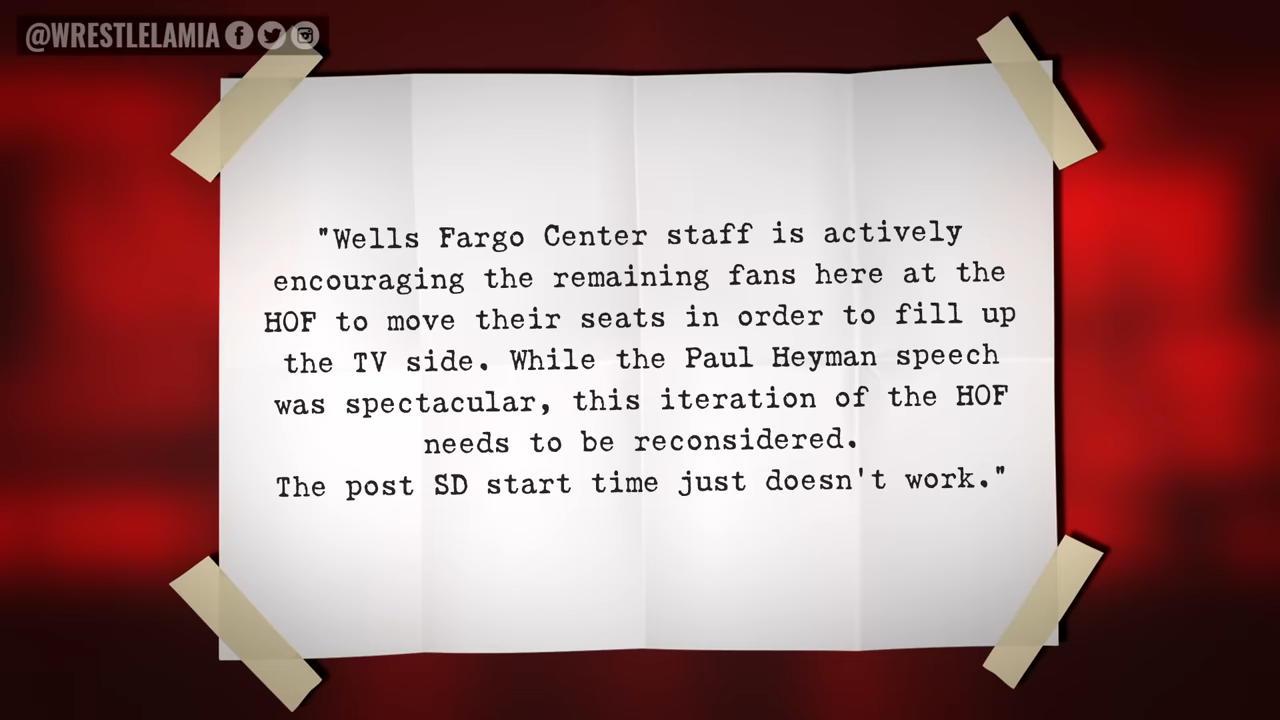 @WRESTLELAMIA
"Wells Fargo Center staff is actively
encouraging the remaining fans here at the
HOF to move their seats in order to fill up
the TV side. While the Paul Heyman speech
was spectacular, this iteration of the HOF
needs to be reconsidered.
The post SD start time just doesn't work."